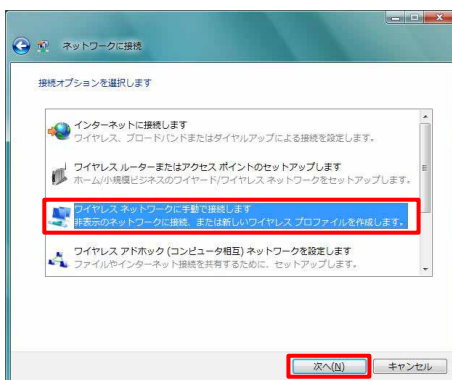 ネットワークに接続
接続オプションを選択します
インターネットに接続します
ワイヤレス、ブロードバンドまたはダイヤルアップによる接続を設定します。
ワイヤレス ルーターまたはアクセス ポイントのセットアップします
ホーム/小規模ビジネスのワイヤード/ワイヤレス ネットワークをセットアップします。
ワイヤレス ネットワークに手動で接続します
非表示のネットワークに接続、または新しいワイヤレス プロファイルを作成します。
ワイヤレス アドホック (コンピュータ相互) ネットワークを設定します
ファイルやインターネット接続を共有するために、セットアップします。
次へ(N) キャンセル